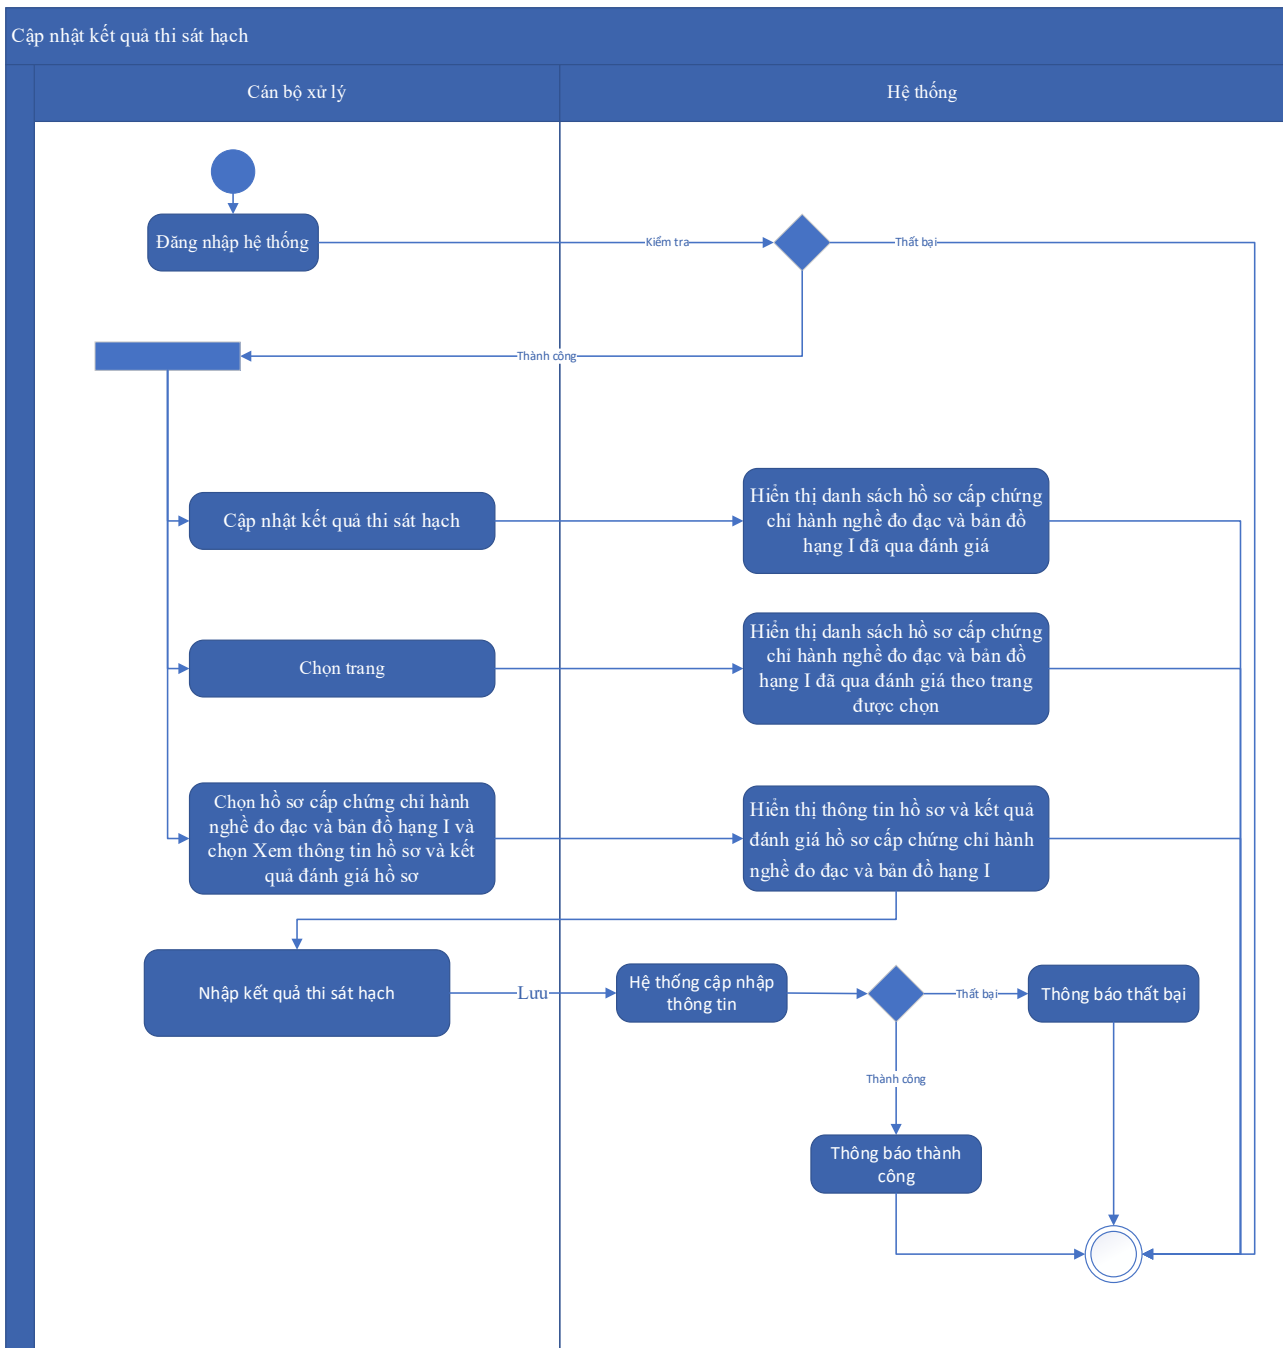 Cập nhật kết quả thi sát hạch
Cán bộ xử lý
Hệ thống
Đăng nhập hệ thống
Kiểm tra
Thất bại
Thành công
Cập nhật kết quả thi sát hạch
Hiển thị danh sách hồ sơ cấp chứng
chỉ hành nghề đo đạc và bản đồ
hạng I đã qua đánh giá
Chọn trang
Hiển thị danh sách hồ sơ cấp chứng
chỉ hành nghề đo đạc và bản đồ
hạng I đã qua đánh giá theo trang
được chọn
Chọn hồ sơ cấp chứng chỉ hành
nghề đo đạc và bản đồ hạng I và
chọn Xem thông tin hồ sơ và kết
quả đánh giá hồ sơ
Hiển thị thông tin hồ sơ và kết quả
đánh giá hồ sơ cấp chứng chỉ hành
nghề đo đạc và bản đồ hạng I
Nhập kết quả thi sát hạch
Lưu
Hệ thống cập nhập
thông tin
Thất bại
Thông báo thất bại
Thành công
Thông báo thành
công